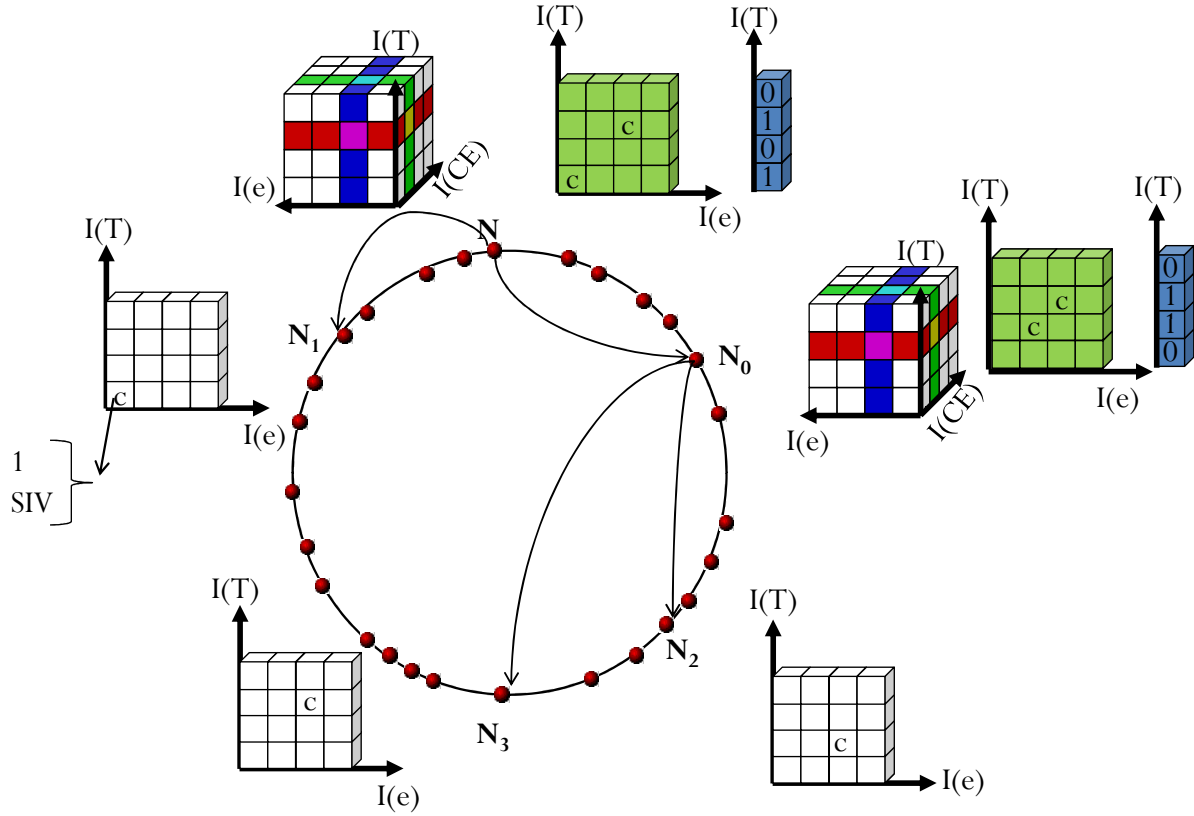 I(T)
I(e)
I(CE)
I(T)
c
c
I(e)
I(T)
0
1
0
1
I(T)
c
I(e)
1
SIV
N
N1
N0
N2
N3
I(T)
I(e)
I(CE)
I(T)
c
c
I(e)
I(T)
0
1
1
0
I(T)
c
I(e)
I(T)
c
I(e)